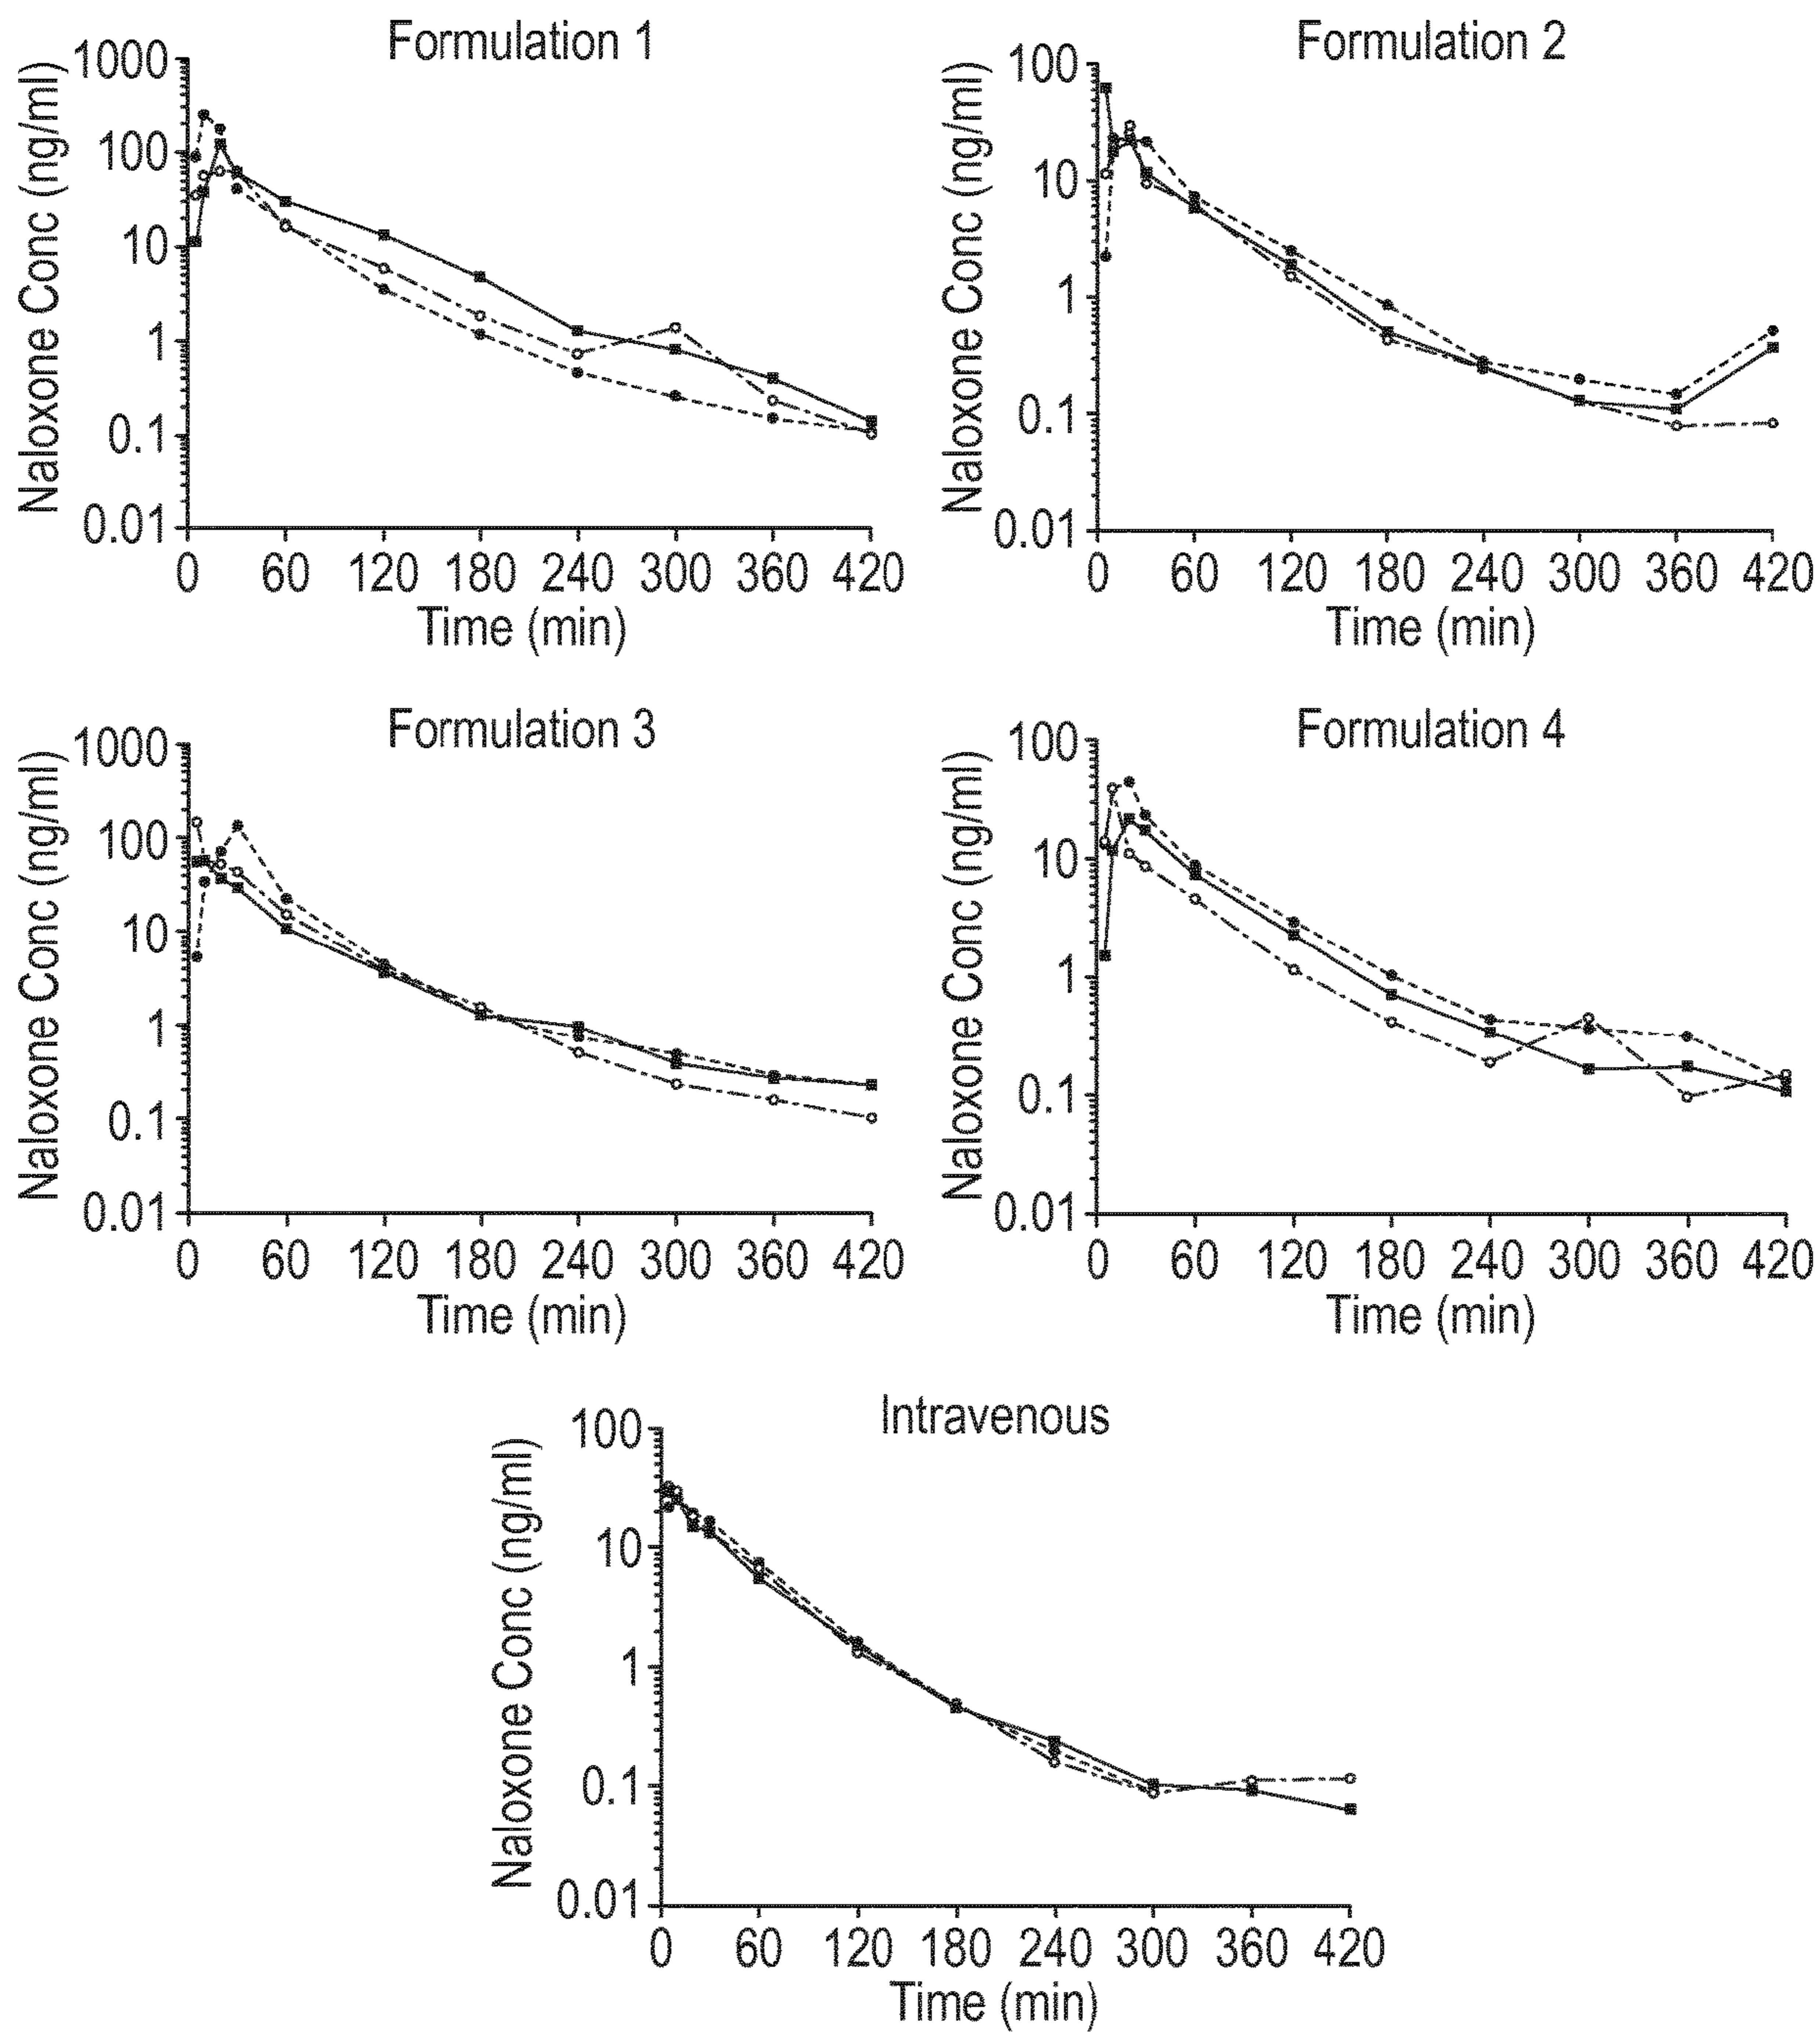 Formulation 1
Naloxone Conc (ng/ml)
1000
100
10
1
0.1
0.01
0 60 120 180 240 300 360 420
Time (min)
Formulation 2
Naloxone Conc (ng/ml)
100
10
1
0.1
0.01
0 60 120 180 240 300 360 420
Time (min)
Formulation 3
Naloxone Conc (ng/ml)
1000
100
10
1
0.1
0.01
0 60 120 180 240 300 360 420
Time (min)
Formulation 4
Naloxone Conc (ng/ml)
100
10
1
0.1
0.01
0 60 120 180 240 300 360 420
Time (min)
Intravenous
Naloxone Conc (ng/ml)
100
10
1
0.1
0.01
0 60 120 180 240 300 360 420
Time (min)